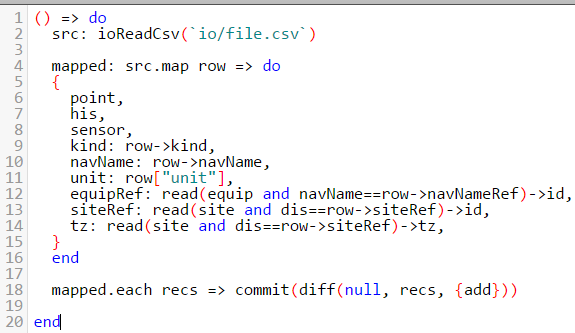 1 () => do
2   src: ioReadCsv(`io/file.csv`)
3
4   mapped: src.map row => do
5   {
6     point,
7     his,
8     sensor,
9     kind: row->kind,
10     navName: row->navName,
11     unit: row["unit"],
12     equipRef: read(equip and navName==row->navNameRef)->id,
13     siteRef: read(site and dis==row->siteRef)->id,
14     tz: read(site and dis==row->siteRef)->tz,
15   }
16   end
17
18   mapped.each recs => commit(diff(null, recs, {add}))
19
20 end